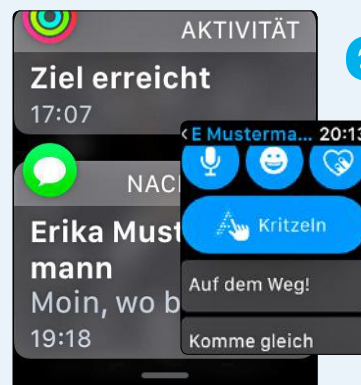 AKTIVITÄT
Ziel erreicht
17:07
E Musterma... 20:13
Kritzeln
Erika Must
mann
Moin, wo b
19:18
Auf dem Weg!
Komme gleich